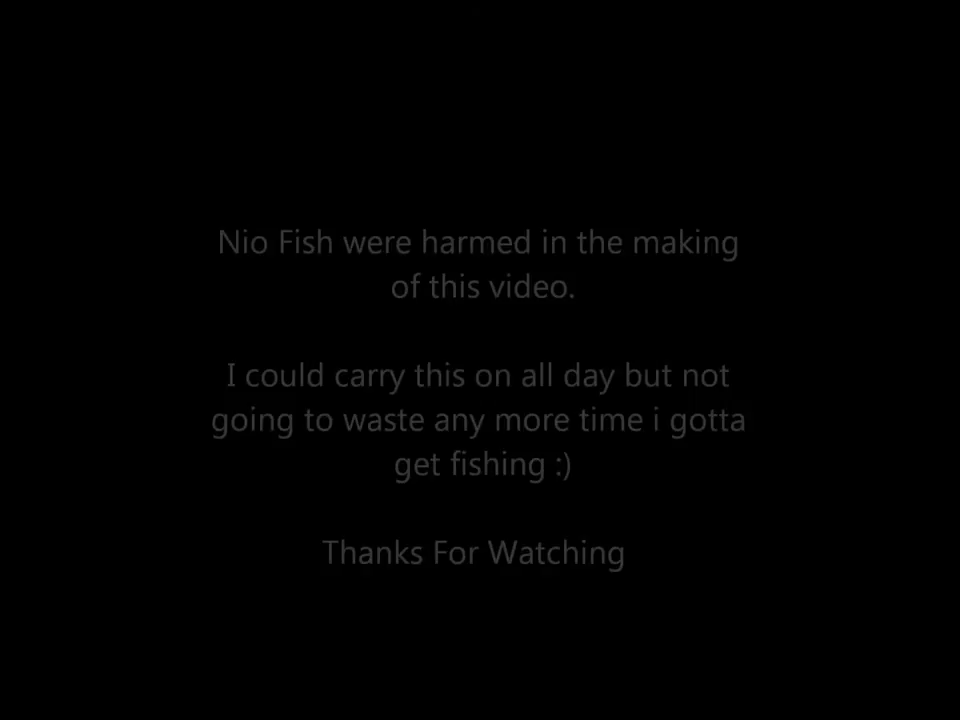 Nio Fish were harmed in the making
of this video.
I could carry this on all day but not
going to waste any more time i gotta
get fishing :)
Thanks For Watching